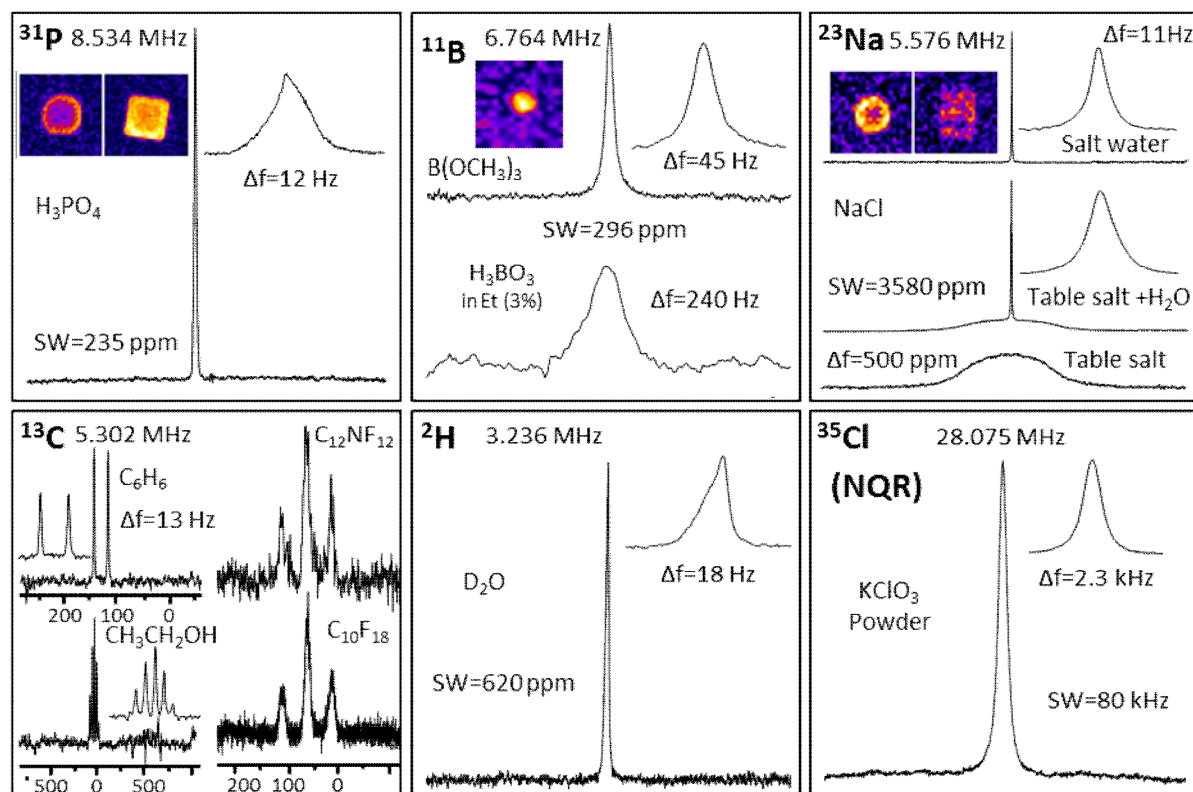 ³¹P 8.534 MHz
Δf=12 Hz
H₃PO₄
SW=235 ppm
¹¹B 6.764 MHz
B(OCH₃)₃
Δf=45 Hz
SW=296 ppm
H₃BO₃
in Et (3%)
Δf=240 Hz
²³Na 5.576 MHz
Δf=11Hz
Salt water
NaCl
SW=3580 ppm
Table salt +H₂O
Δf=500 ppm
Table salt
¹³C 5.302 MHz
C₆H₆
Δf=13 Hz
200 100 0
C₁₂NF₁₂
CH₃CH₂OH
500 0 500
C₁₀F₁₈
200 100 0
²H 3.236 MHz
D₂O
Δf=18 Hz
SW=620 ppm
³⁵Cl 28.075 MHz
(NQR)
Δf=2.3 kHz
KClO₃
Powder
SW=80 kHz